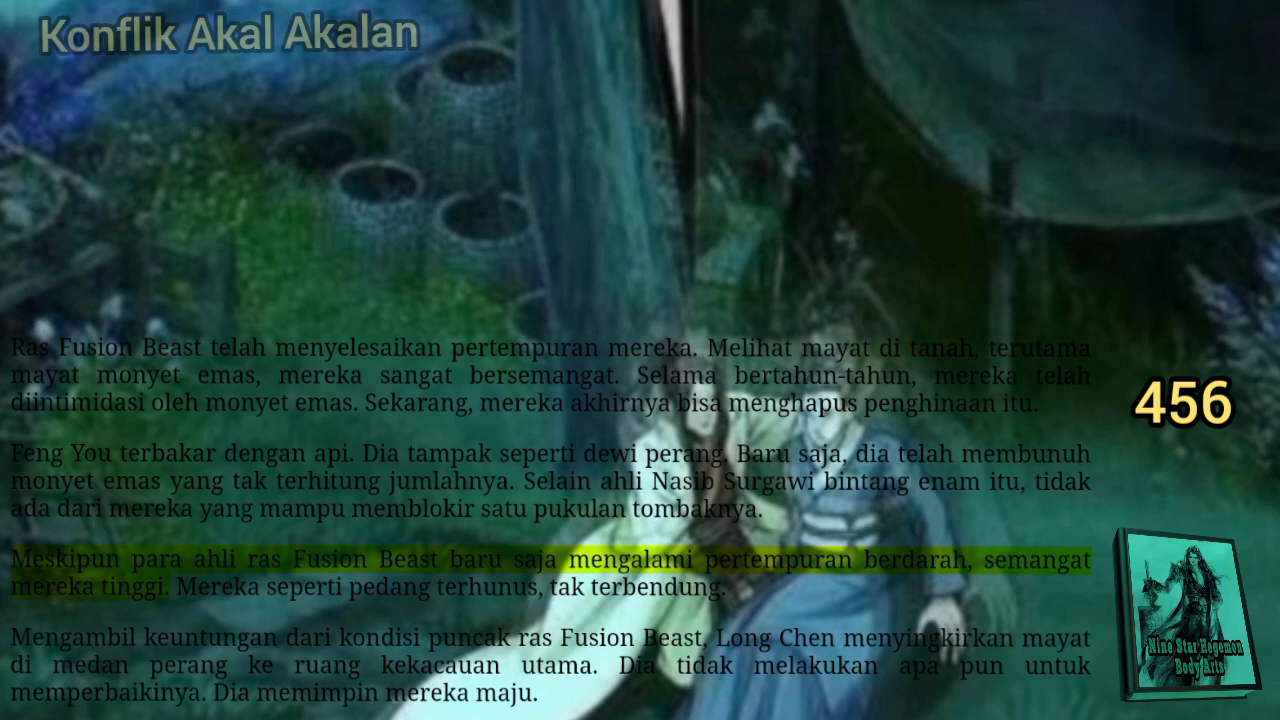 Konflik Akal Akalan
Ras Fusion Beast telah menyelesaikan pertempuran mereka. Melihat mayat di tanah, terutama
mayat monyet emas, mereka sangat bersemangat. Selama bertahun-tahun, mereka telah
diintimidasi oleh monyet emas. Sekarang, mereka akhirnya bisa menghapus penghinaan itu.
Feng You terbakar dengan api. Dia tampak seperti dewi perang. Baru saja, dia telah membunuh
monyet emas yang tak terhitung jumlahnya. Selain ahli Nasib Surgawi bintang enam itu, tidak
ada dari mereka yang mampu memblokir satu pukulan tombaknya.
Meskipun para ahli ras Fusion Beast baru saja mengalami pertempuran berdarah, semangat
mereka tinggi. Mereka seperti pedang terhunus, tak terbendung.
Mengambil keuntungan dari kondisi puncak ras Fusion Beast, Long Chen menyingkirkan mayat
di medan perang ke ruang kekacauan utama. Dia tidak melakukan apa pun untuk
memperbaikinya. Dia memimpin mereka maju.
456
Nine Star Hegemon
Body Arts